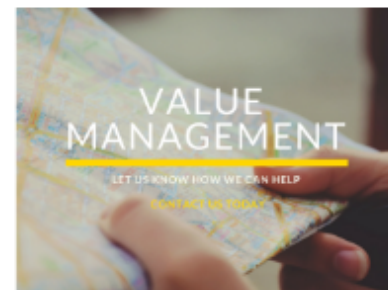 VALUE
MANAGEMENT
LET US KNOW HOW WE CAN HELP
CONTACT US TODAY